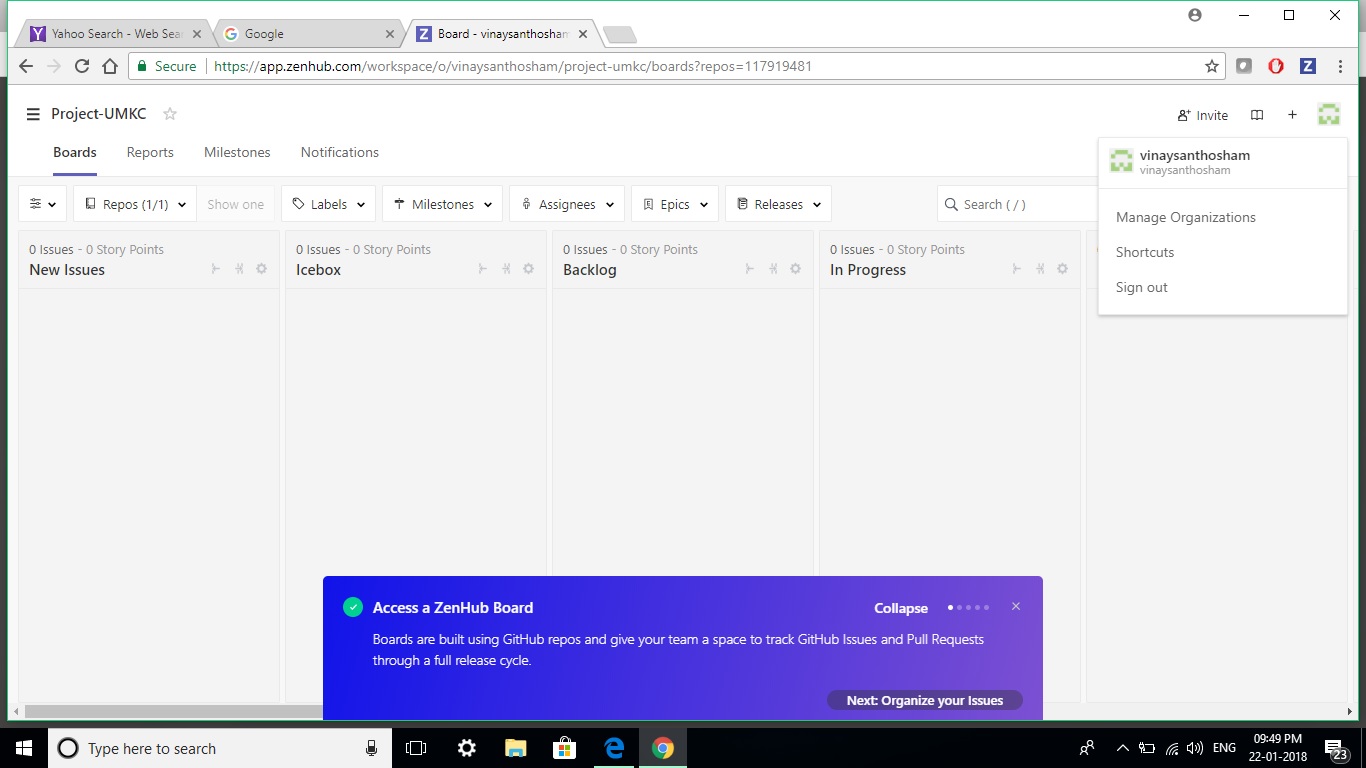 Yahoo Search - Web Sea
Google
Z Board - vinaysanthosham
Secure https://app.zenhub.com/workspace/o/vinaysanthosham/project-umkc/boards?repos=117919481
Z
Project-UMKC
Invite
Boards Reports Milestones Notifications
vinaysanthosham
vinaysanthosham
Repos (1/1) Show one Labels Milestones Assignees Epics Releases Search ( / )
Manage Organizations
Shortcuts
Sign out
0 Issues - 0 Story Points
New Issues
0 Issues - 0 Story Points
Icebox
0 Issues - 0 Story Points
Backlog
0 Issues - 0 Story Points
In Progress
Access a ZenHub Board
Collapse
Boards are built using GitHub repos and give your team a space to track GitHub Issues and Pull Requests
through a full release cycle.
Next: Organize your Issues
Type here to search
ENG
09:49 PM
22-01-2018
23